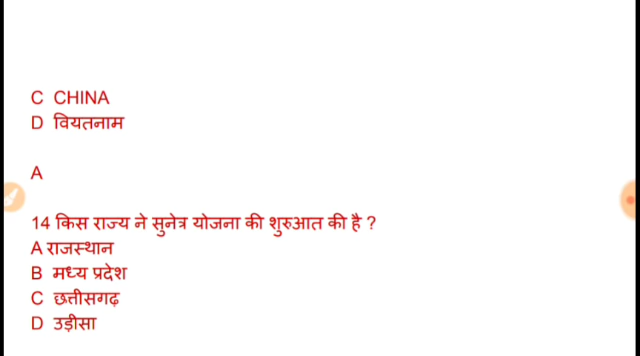 C CHINA
D वियतनाम
A
14 किस राज्य ने सुनेत्र योजना की शुरुआत की है ?
A राजस्थान
B मध्य प्रदेश
C छत्तीसगढ़
D उड़ीसा